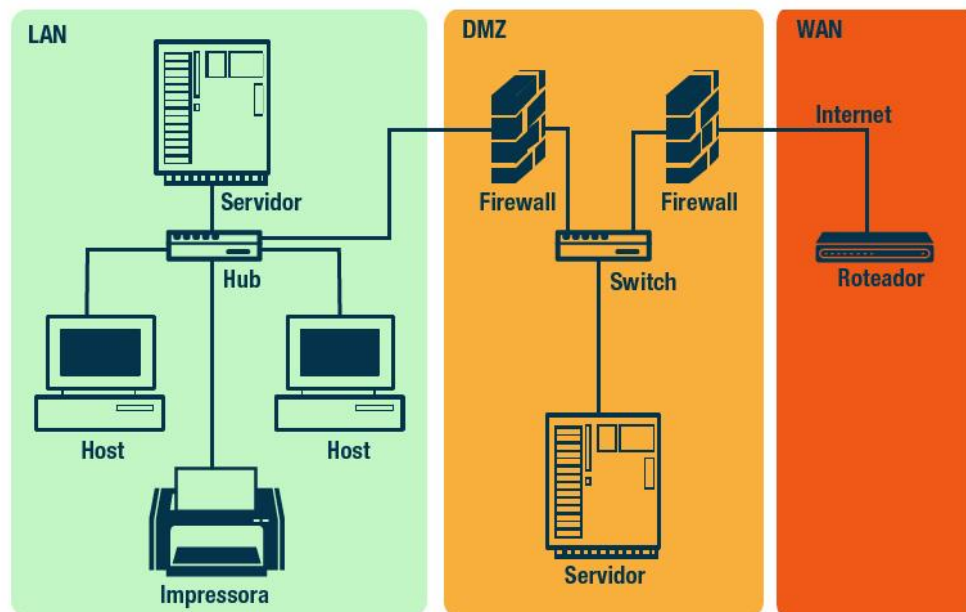 LAN
Servidor
Hub
Host
Host
Impressora
DMZ
Firewall
Firewall
Switch
Servidor
WAN
Internet
Roteador